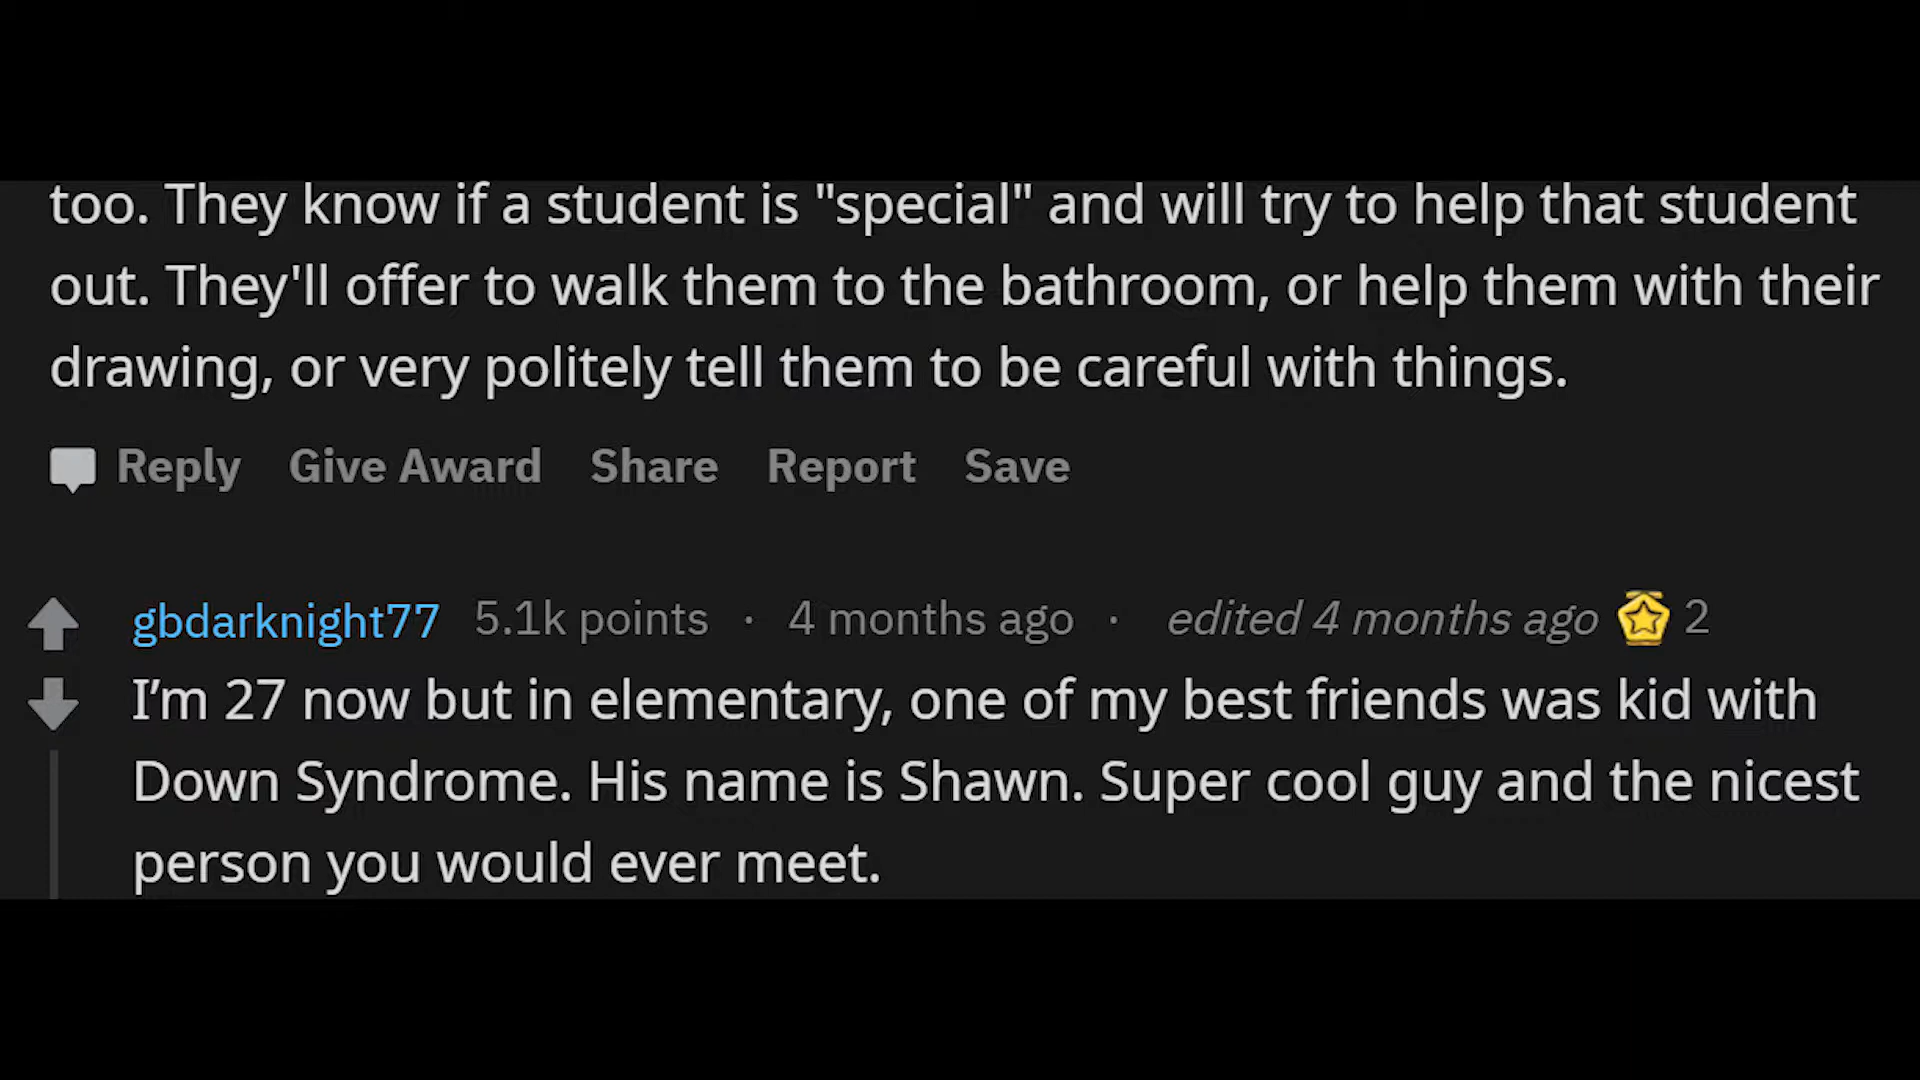 too. They know if a student is "special" and will try to help that student
out. They'll offer to walk them to the bathroom, or help them with their
drawing, or very politely tell them to be careful with things.
Reply Give Award Share Report Save
gbdarknight77 5.1k points · 4 months ago · edited 4 months ago 2
I’m 27 now but in elementary, one of my best friends was kid with
Down Syndrome. His name is Shawn. Super cool guy and the nicest
person you would ever meet.